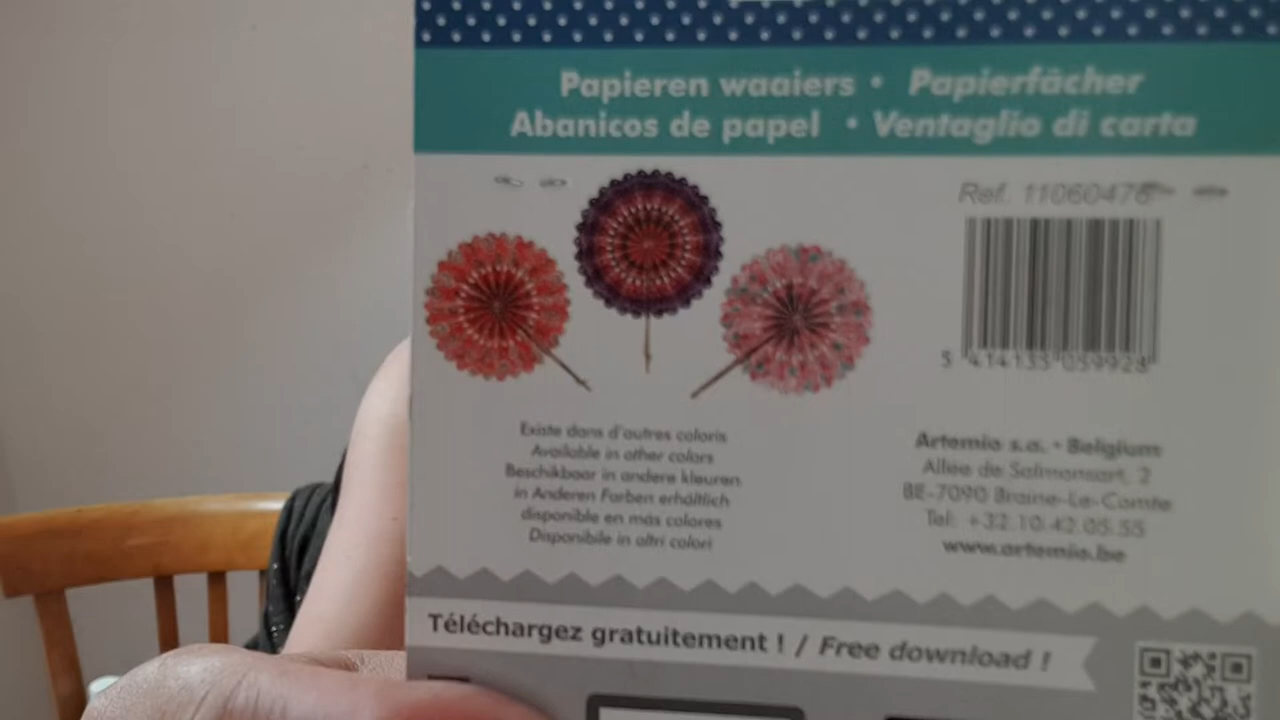 Papieren waaiers • Papierfächer
Abanicos de papel • Ventaglio di carta
Ref. 11060476
5 414135 059928
Existe dans d'autres coloris
Available in other colors
Beschikbaar in andere kleuren
in Anderen Farben erhältlich
disponible en más colores
Disponibile in altri colori
Artemio s.a. • Belgium
Allée de Salmonsart, 2
BE-7090 Braine-Le-Comte
Tel: +32.10.42.05.55
www.artemio.be
Téléchargez gratuitement ! / Free download !